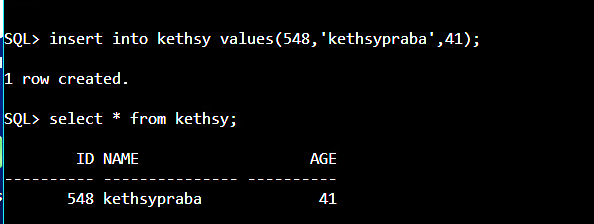 SQL> insert into kethsy values(548,'kethsypraba',41);
1 row created.
SQL> select * from kethsy;
ID NAME AGE
---------- --------------- ----------
548 kethsypraba 41